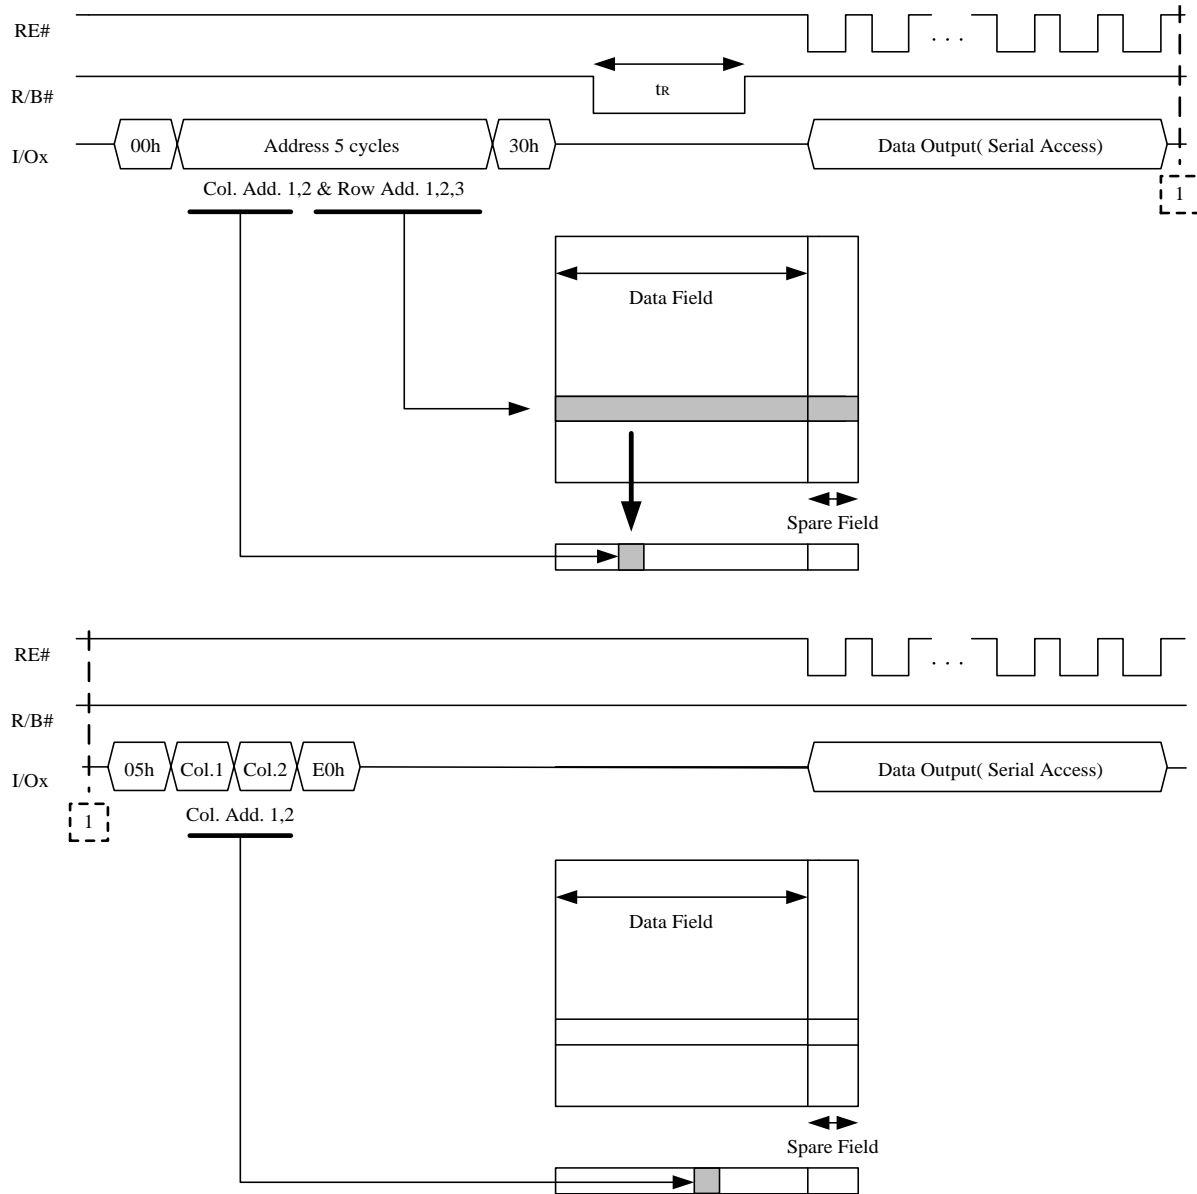 RE#
. . .
R/B#
tR
I/Ox
00h
Address 5 cycles
30h
Data Output( Serial Access)
Col. Add. 1,2 & Row Add. 1,2,3
1
Data Field
Spare Field
RE#
. . .
R/B#
I/Ox
05h
Col.1
Col.2
E0h
Data Output( Serial Access)
Col. Add. 1,2
1
Data Field
Spare Field